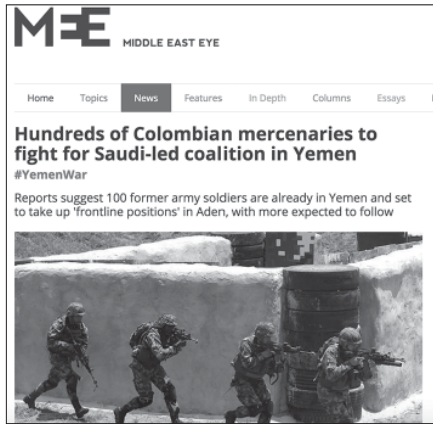 MEE MIDDLE EAST EYE
Home Topics News Features In Depth Columns Essays
Hundreds of Colombian mercenaries to
fight for Saudi-led coalition in Yemen
#YemenWar
Reports suggest 100 former army soldiers are already in Yemen and set
to take up 'frontline positions' in Aden, with more expected to follow